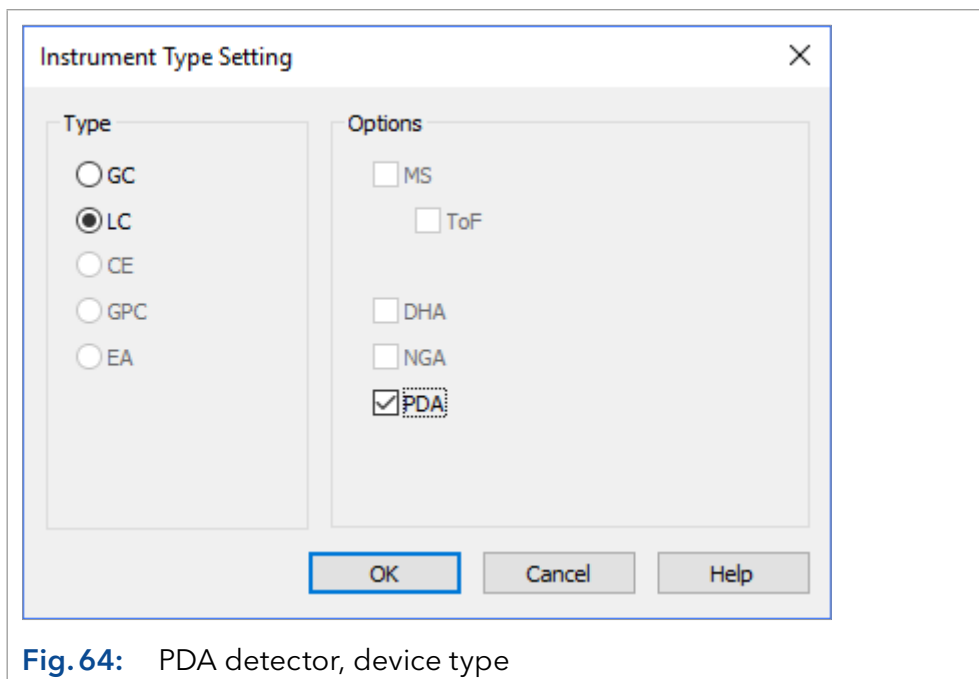 Instrument Type Setting
Type
GC
LC
CE
GPC
EA
Options
MS
ToF
DHA
NGA
PDA
OK Cancel Help
Fig. 64: PDA detector, device type